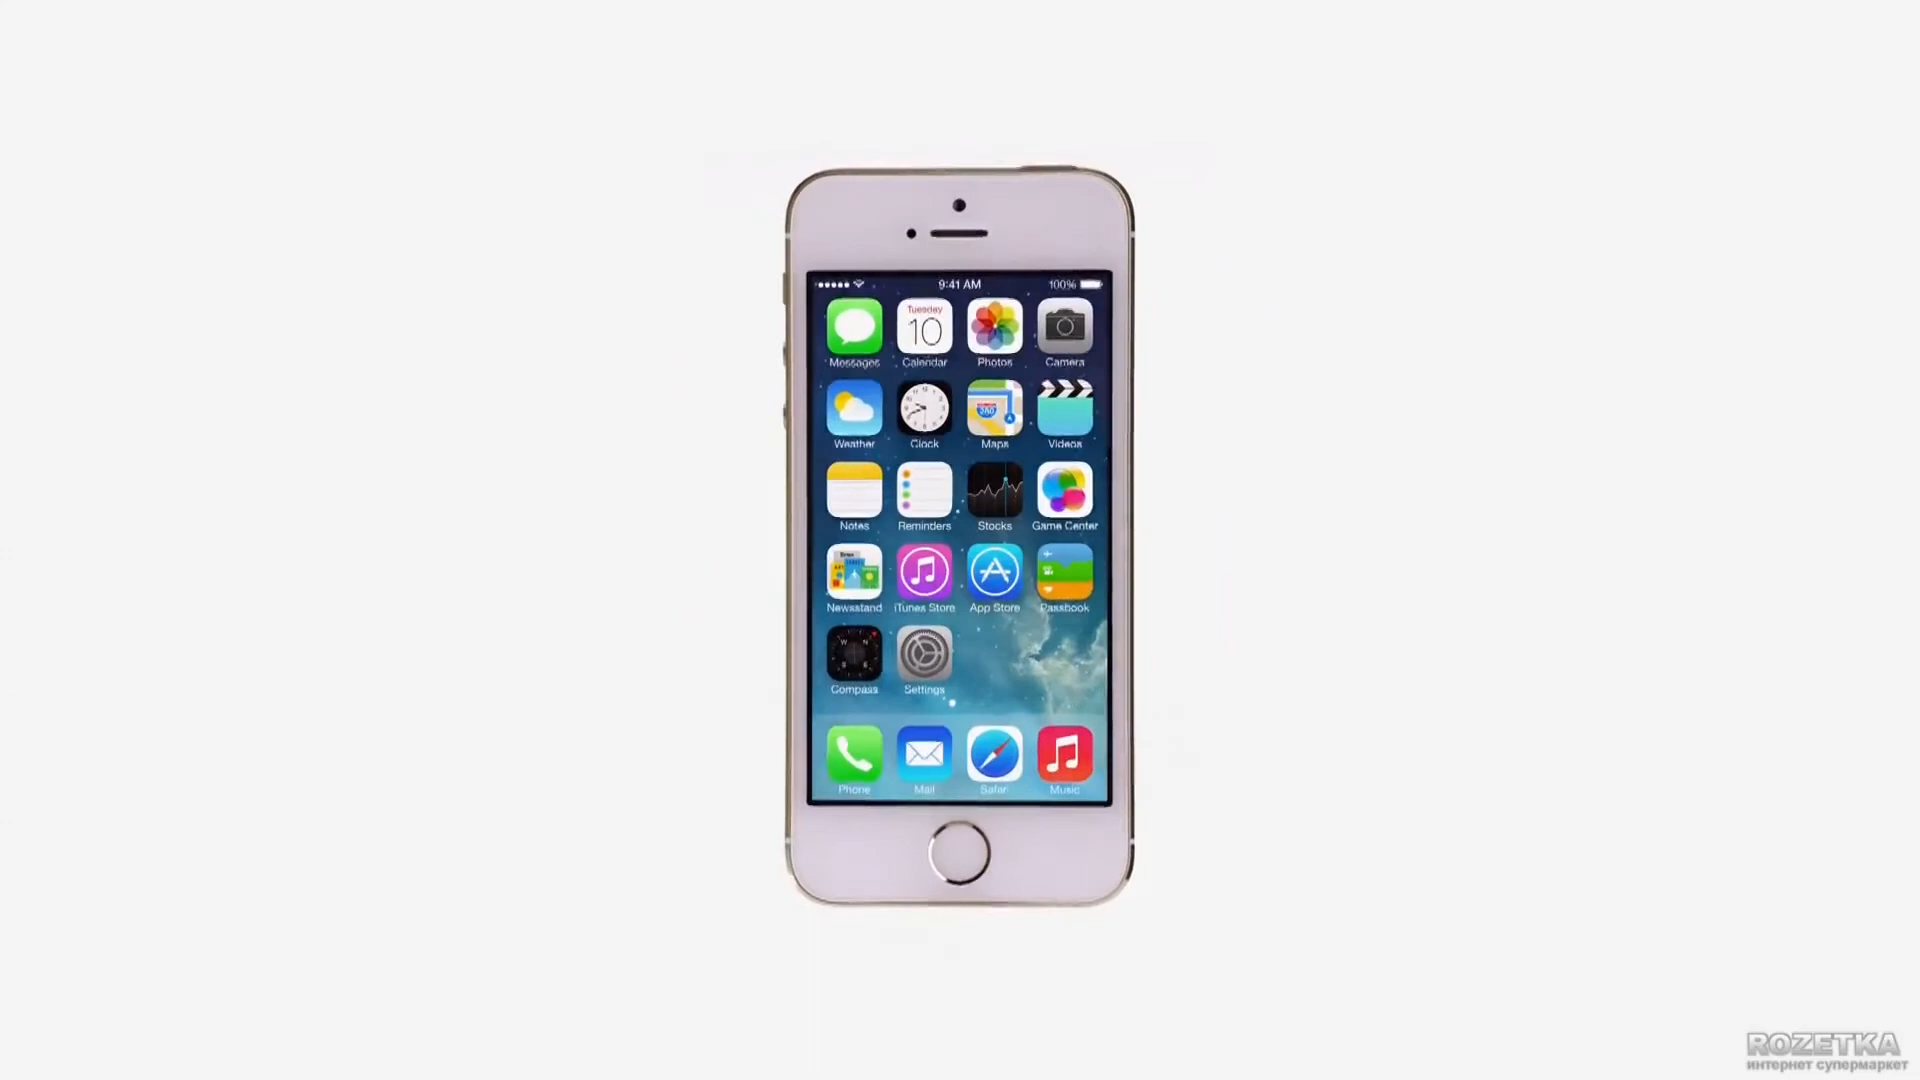 9:41 AM 100%
Tuesday
10
Messages Calendar Photos Camera
280
Weather Clock Maps Videos
Notes Reminders Stocks Game Center
Newsstand iTunes Store App Store Passbook
W N
Compass Settings
Phone Mail Safari Music
ROZETKA
интернет супермаркет